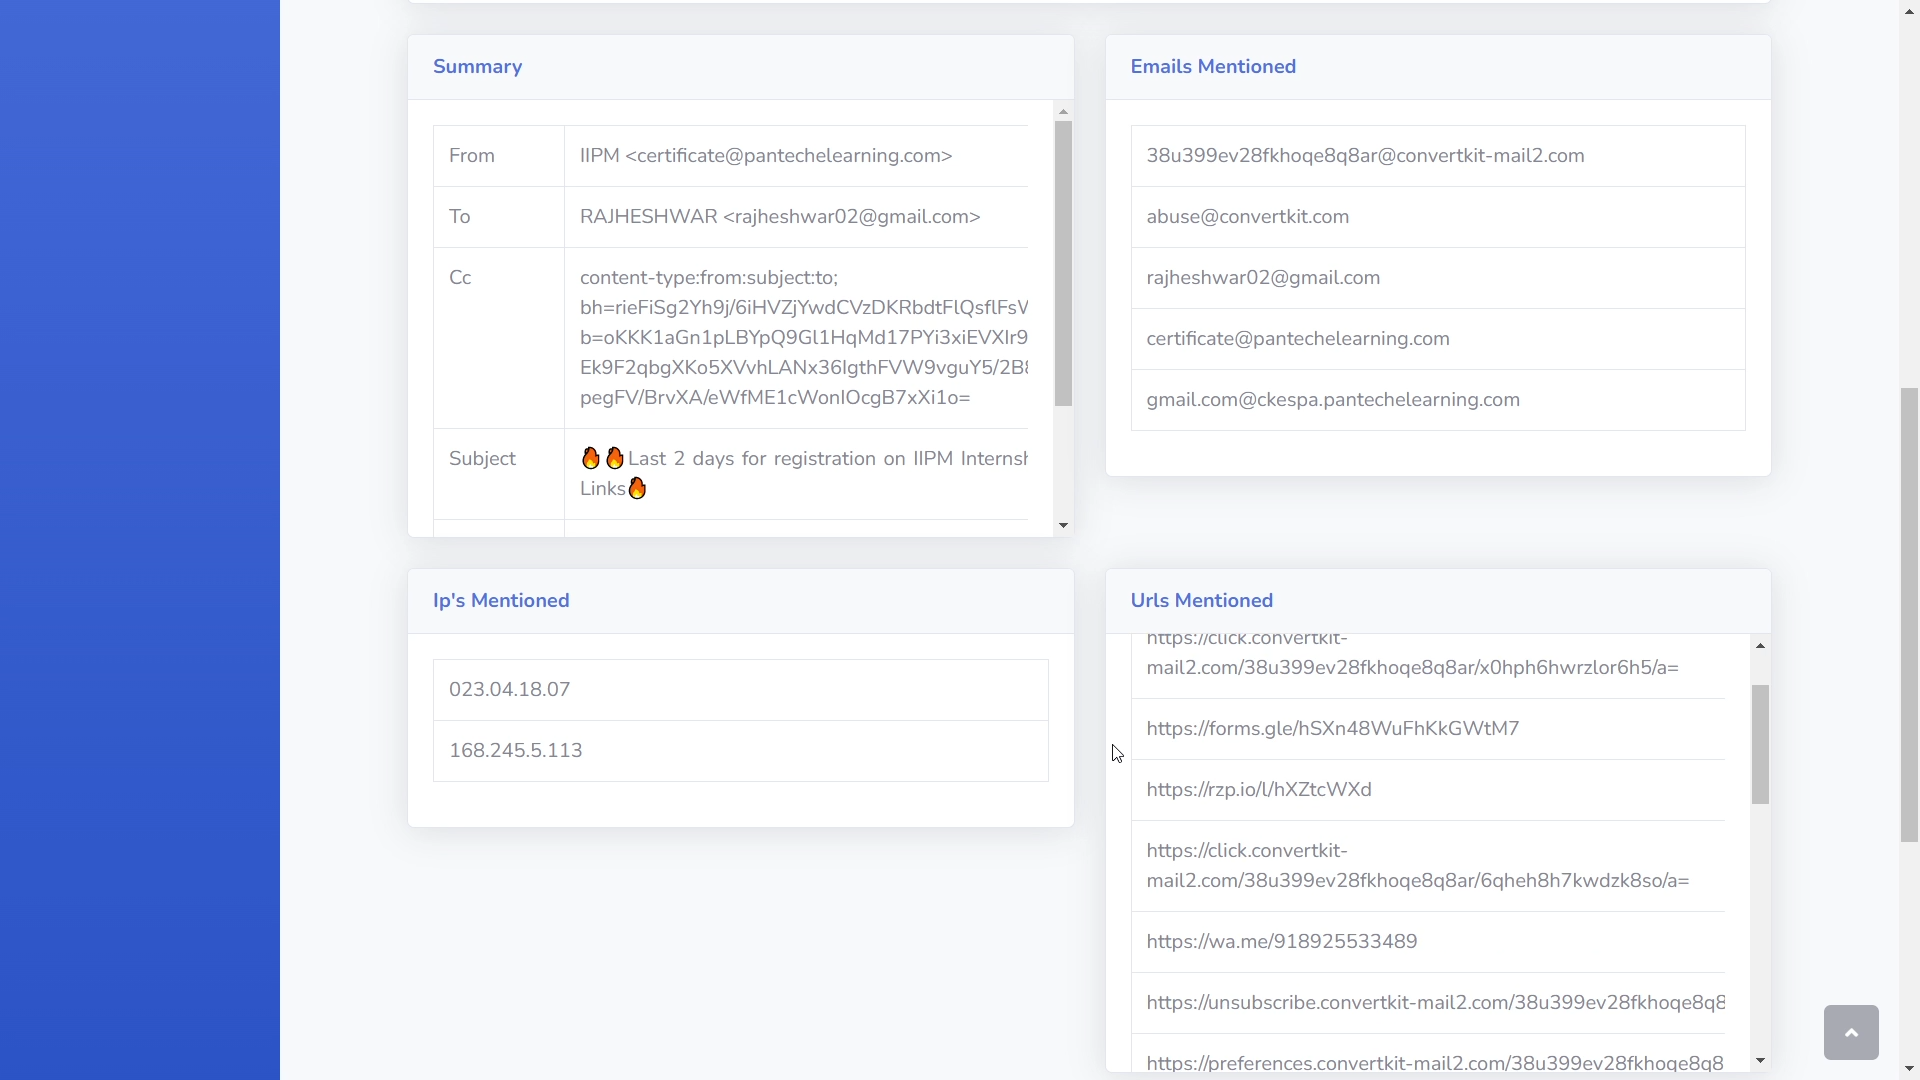 Summary
From
IIPM <certificate@pantechelearning.com>
To
RAJHESHWAR <rajheshwar02@gmail.com>
Cc
content-type:from:subject:to;
bh=rieFiSg2Yh9j/6iHVZjYwdCVzDKRbdtFlQsflFsW
b=oKKK1aGn1pLBYpQ9Gl1HqMd17PYi3xiEVXIr9
Ek9F2qbgXKo5XVvhLANx36IgthFVW9vguY5/2B8
pegFV/BrvXA/eWfME1cWonIOcgB7xXi1o=
Subject
🔥🔥Last 2 days for registration on IIPM Internsh
Links🔥
Emails Mentioned
38u399ev28fkhoqe8q8ar@convertkit-mail2.com
abuse@convertkit.com
rajheshwar02@gmail.com
certificate@pantechelearning.com
gmail.com@ckespa.pantechelearning.com
Ip's Mentioned
023.04.18.07
168.245.5.113
Urls Mentioned
https://click.convertkit-
mail2.com/38u399ev28fkhoqe8q8ar/x0hph6hwrzlor6h5/a=
https://forms.gle/hSXn48WuFhKkGWtM7
https://rzp.io/l/hXZtcWXd
https://click.convertkit-
mail2.com/38u399ev28fkhoqe8q8ar/6qheh8h7kwdzk8so/a=
https://wa.me/918925533489
https://unsubscribe.convertkit-mail2.com/38u399ev28fkhoqe8q8
https://preferences.convertkit-mail2.com/38u399ev28fkhoqe8q8